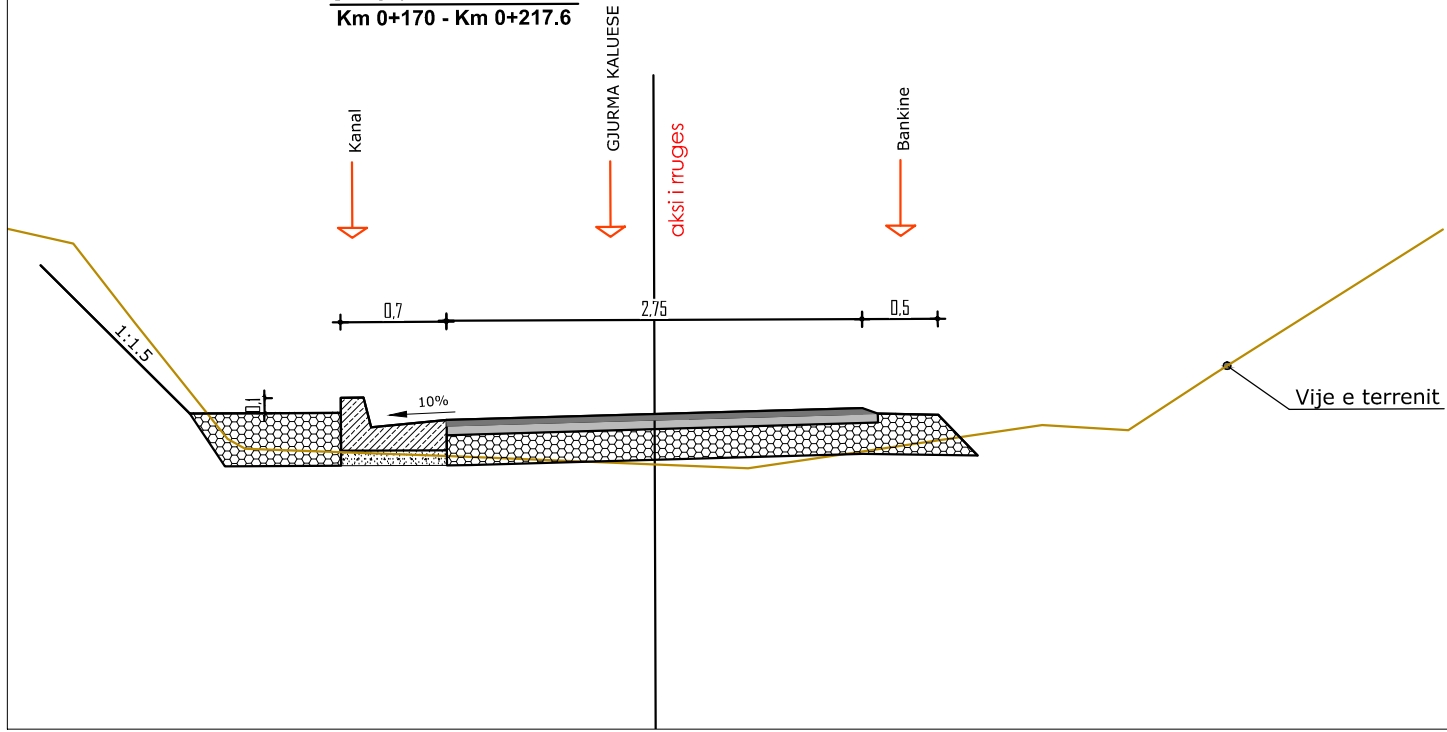 Km 0+170 - Km 0+217.6
GJURMA KALUESE
Kanal
Bankine
aksi i rruges
0,7
2,75
0,5
1:1.5
0,1
10%
Vije e terrenit